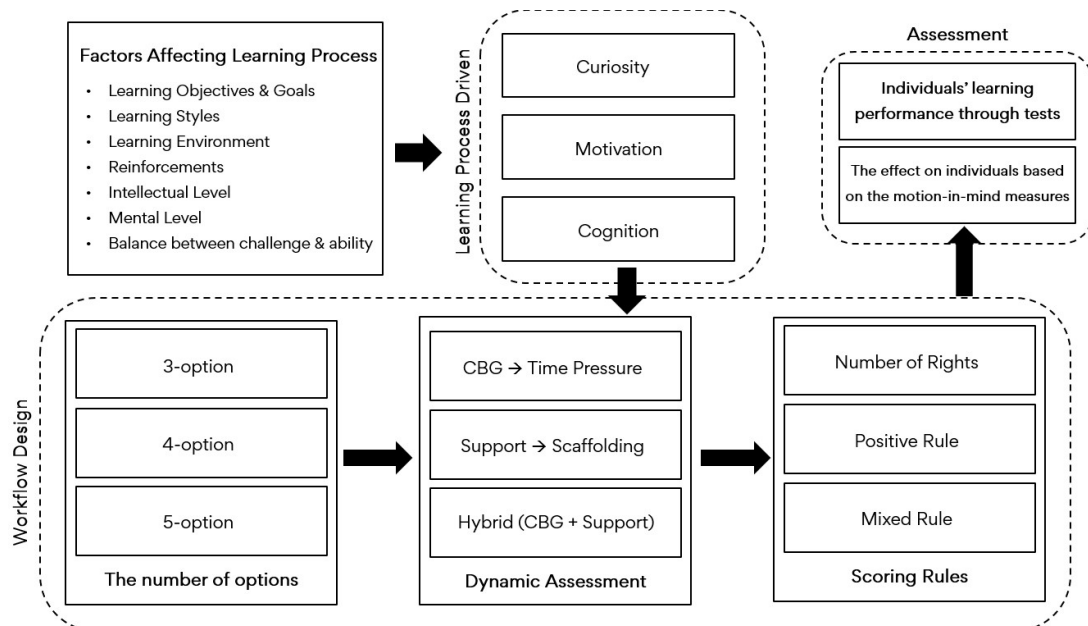 Factors Affecting Learning Process
• Learning Objectives & Goals
• Learning Styles
• Learning Environment
• Reinforcements
• Intellectual Level
• Mental Level
• Balance between challenge & ability
Learning Process Driven
Curiosity
Motivation
Cognition
Assessment
Individuals’ learning
performance through tests
The effect on individuals based
on the motion-in-mind measures
Workflow Design
3-option
4-option
5-option
The number of options
CBG → Time Pressure
Support → Scaffolding
Hybrid (CBG + Support)
Dynamic Assessment
Number of Rights
Positive Rule
Mixed Rule
Scoring Rules